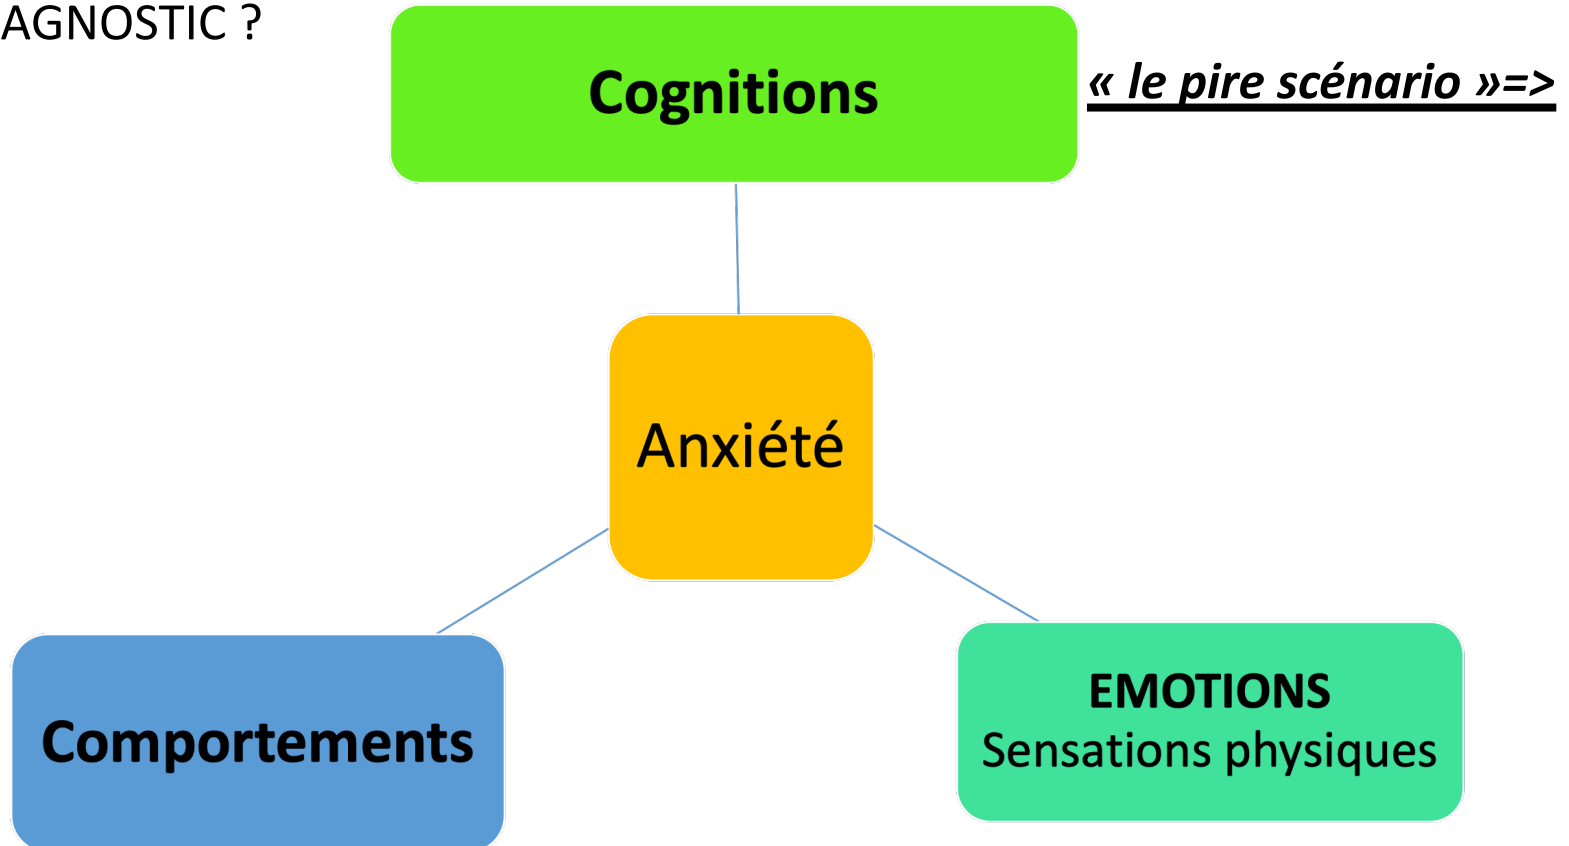 AGNOSTIC ?
Cognitions
« le pire scénario »=>
Anxiété
Comportements
EMOTIONS
Sensations physiques